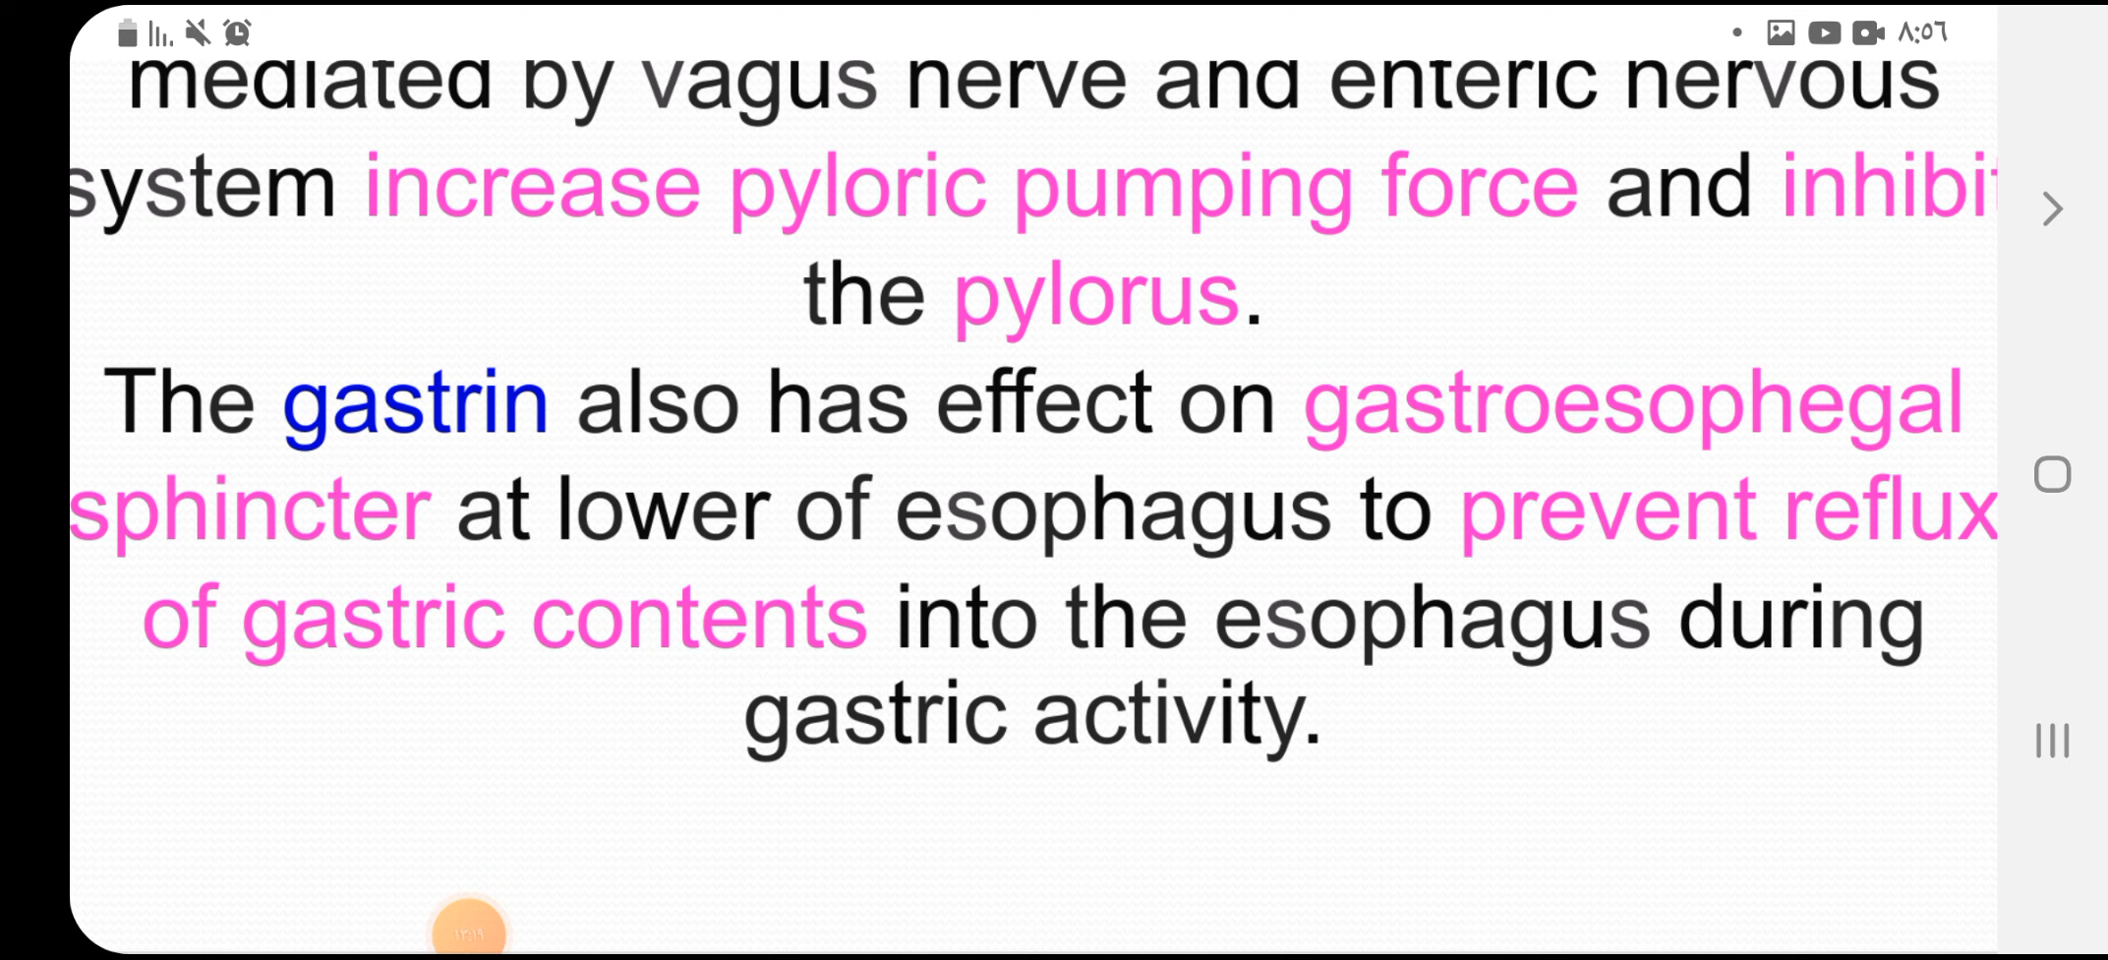 ٨:٥٦
mediated by vagus nerve and enteric nervous
system increase pyloric pumping force and inhibit
the pylorus.
The gastrin also has effect on gastroesophegal
sphincter at lower of esophagus to prevent reflux
of gastric contents into the esophagus during
gastric activity.